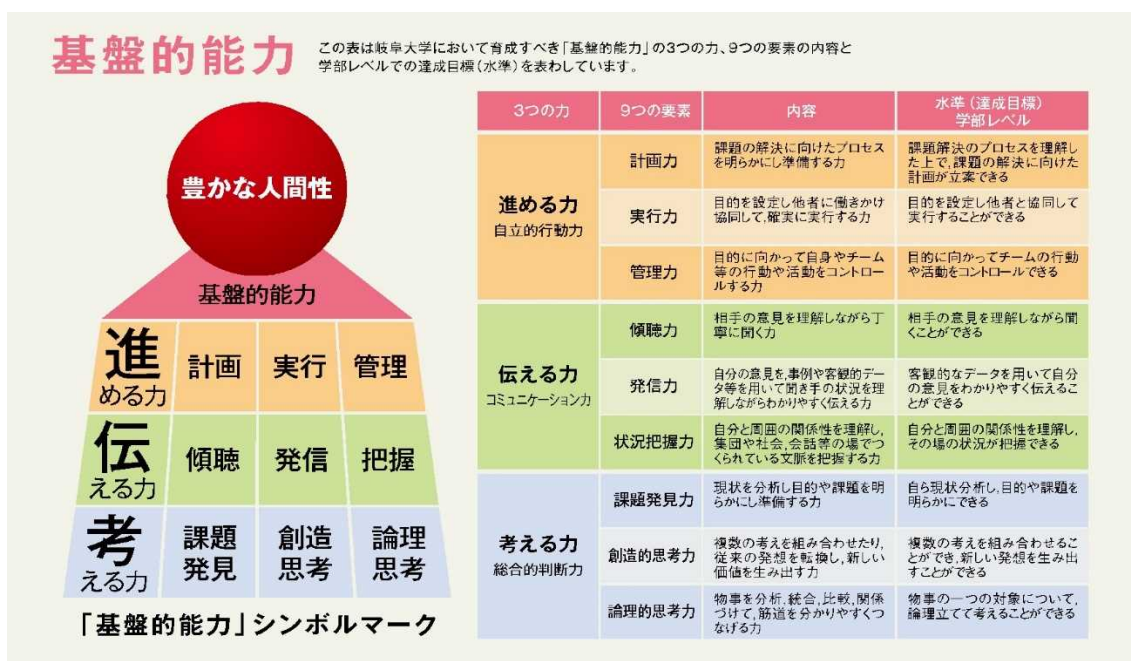 基盤的能力
この表は岐阜大学において育成すべき「基盤的能力」の3つの力、9つの要素の内容と
学部レベルでの達成目標(水準)を表わしています。
豊かな人間性
基盤的能力
進
める力
計画
実行
管理
伝
える力
傾聴
発信
把握
考
える力
課題
発見
創造
思考
論理
思考
「基盤的能力」シンボルマーク
3つの力
9つの要素
内容
水準(達成目標)
学部レベル
進める力
自立的行動力
計画力
課題の解決に向けたプロセス
を明らかにし準備する力
課題解決のプロセスを理解し
た上で,課題の解決に向けた
計画が立案できる
実行力
目的を設定し他者に働きかけ
協同して,確実に実行する力
目的を設定し他者と協同して
実行することができる
管理力
目的に向かって自身やチーム
等の行動や活動をコントロー
ルする力
目的に向かってチームの行動
や活動をコントロールできる
伝える力
コミュニケーション力
傾聴力
相手の意見を理解しながら丁
寧に聞く力
相手の意見を理解しながら聞
くことができる
発信力
自分の意見を,事例や客観的デー
タ等を用いて聞き手の状況を理
解しながらわかりやすく伝える力
客観的なデータを用いて自分
の意見をわかりやすく伝えるこ
とができる
状況把握力
自分と周囲の関係性を理解し,
集団や社会,会話等の場でつ
くられている文脈を把握する力
自分と周囲の関係性を理解し,
その場の状況が把握できる
考える力
総合的判断力
課題発見力
現状を分析し目的や課題を明
らかにし準備する力
自ら現状分析し,目的や課題を
明らかにできる
創造的思考力
複数の考えを組み合わせたり,
従来の発想を転換し,新しい
価値を生み出す力
複数の考えを組み合わせるこ
とができ,新しい発想を生み出
すことができる
論理的思考力
物事を分析,統合,比較,関係
づけて,筋道を分かりやすくつ
なげる力
物事の一つの対象について,
論理立てて考えることができる